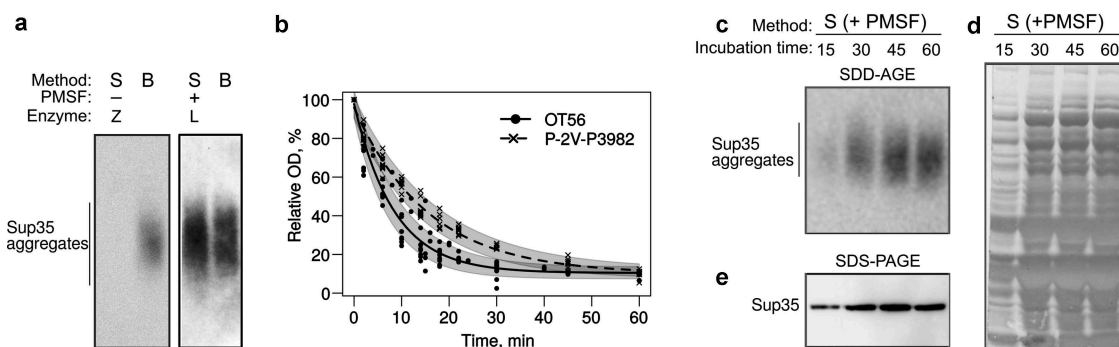 a
Method: S B S B
PMSF: – +
Enzyme: Z L
Sup35
aggregates
b
Relative OD, %
100
80
60
40
20
0
OT56
P-2V-P3982
0 10 20 30 40 50 60
Time, min
c
Method: S (+ PMSF)
Incubation time: 15 30 45 60
SDD-AGE
Sup35
aggregates
e
SDS-PAGE
Sup35
d
S (+PMSF)
15 30 45 60